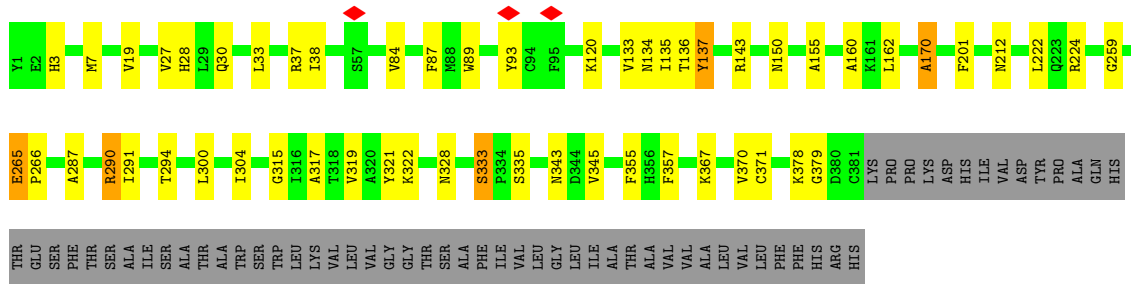 Y1 E2 H3 M7 V19 V27 H28 L29 Q30 L33 R37 I38 S57 V84 F87 M88 W89 Y93 C94 F95 K120 V133 N134 I135 T136 Y137 R143 N150 A155 A160 K161 L162 A170 F201 N212 L222 Q223 R224 G259
E265 P266 A287 R290 I291 T294 L300 I304 G315 I316 A317 T318 V319 A320 Y321 K322 N328 S333 P334 S335 N343 D344 V345 F355 H356 F357 K367 V370 C371 K378 G379 D380 C381 LYS PRO PRO LYS ASP HIS ILE VAL ASP TYR PRO ALA GLN HIS
THR GLU SER PHE THR SER ALA ILE SER ALA THR ALA TRP SER TRP LEU LYS VAL LEU VAL GLY GLY THR SER ALA PHE ILE VAL LEU GLY LEU ILE ALA THR ALA VAL VAL ALA LEU VAL LEU PHE PHE HIS ARG HIS